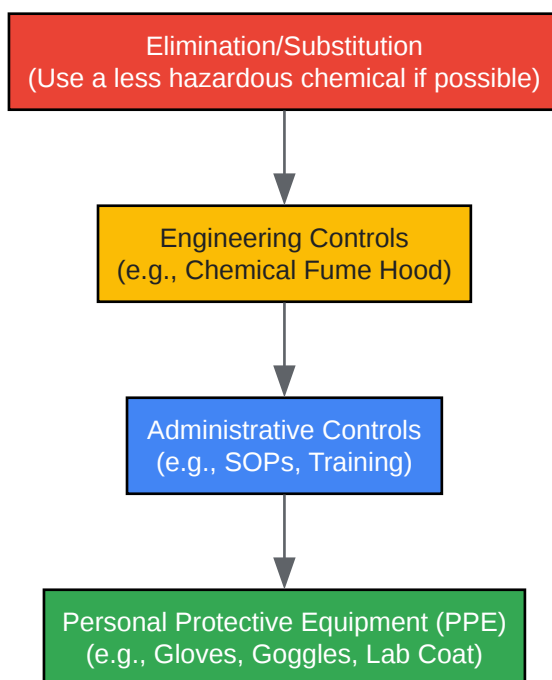 Elimination/Substitution
(Use a less hazardous chemical if possible)
Engineering Controls
(e.g., Chemical Fume Hood)
Administrative Controls
(e.g., SOPs, Training)
Personal Protective Equipment (PPE)
(e.g., Gloves, Goggles, Lab Coat)